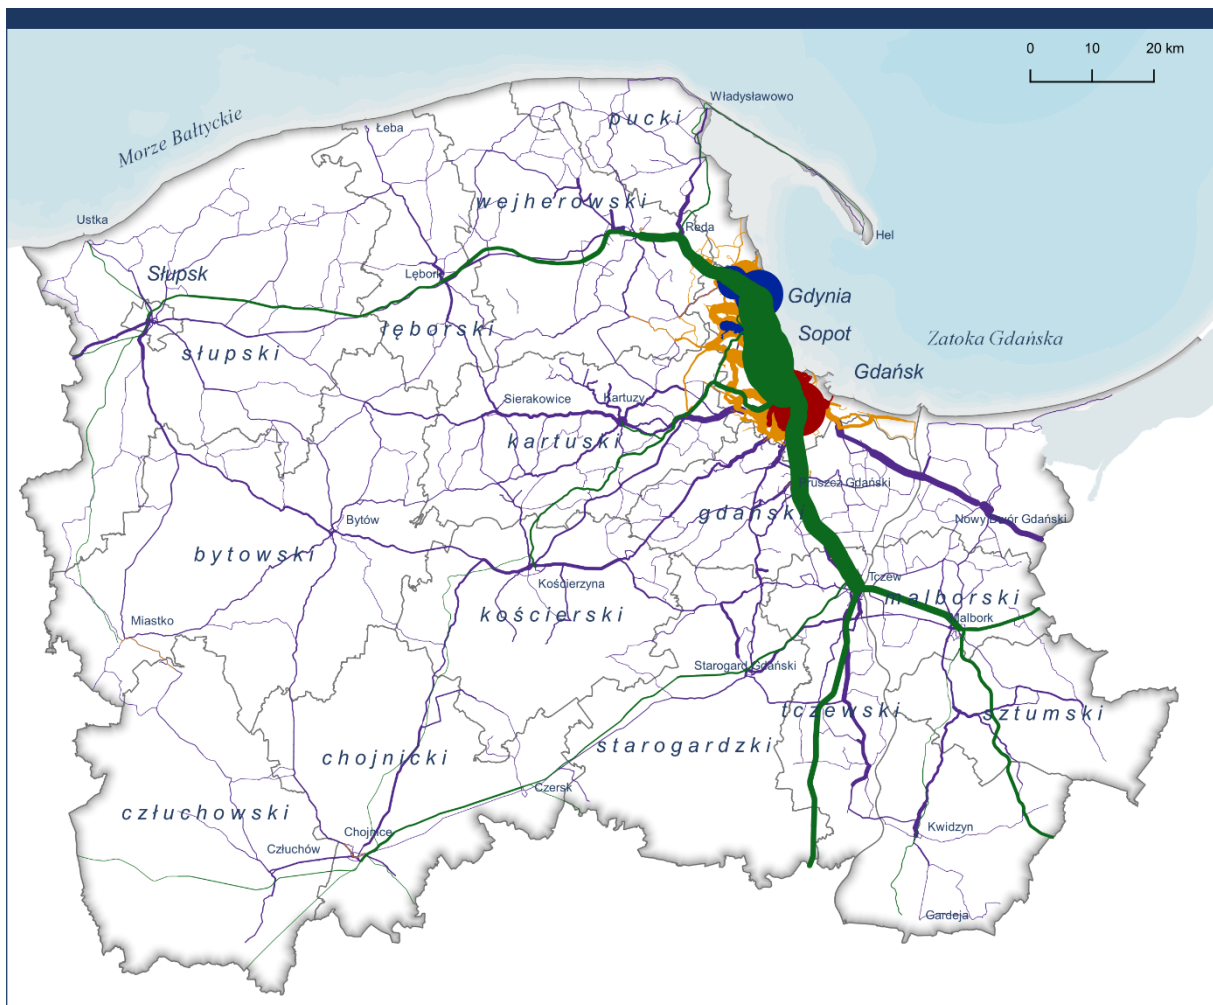 0 10 20 km
Władysławowo
pucki
Łeba
Morze Bałtyckie
wejherowski
Ustka
Reda
Hel
Słupsk
Lębork
Gdynia
Sopot
łęborski
Zatoka Gdańska
słupski
Gdańsk
Sierakowice
Kartuzy
kartuski
Pruszcz Gdański
gdański
Nowy Dwór Gdański
Bytów
bytowski
Kościerzyna
Tczew
malborski
kościerski
Miastko
Malbork
Starogard Gdański
tczewski
sztumski
starogardzki
chojnicki
Czersk
człuchowski
Chojnice
Kwidzyn
Człuchów
Gardeja